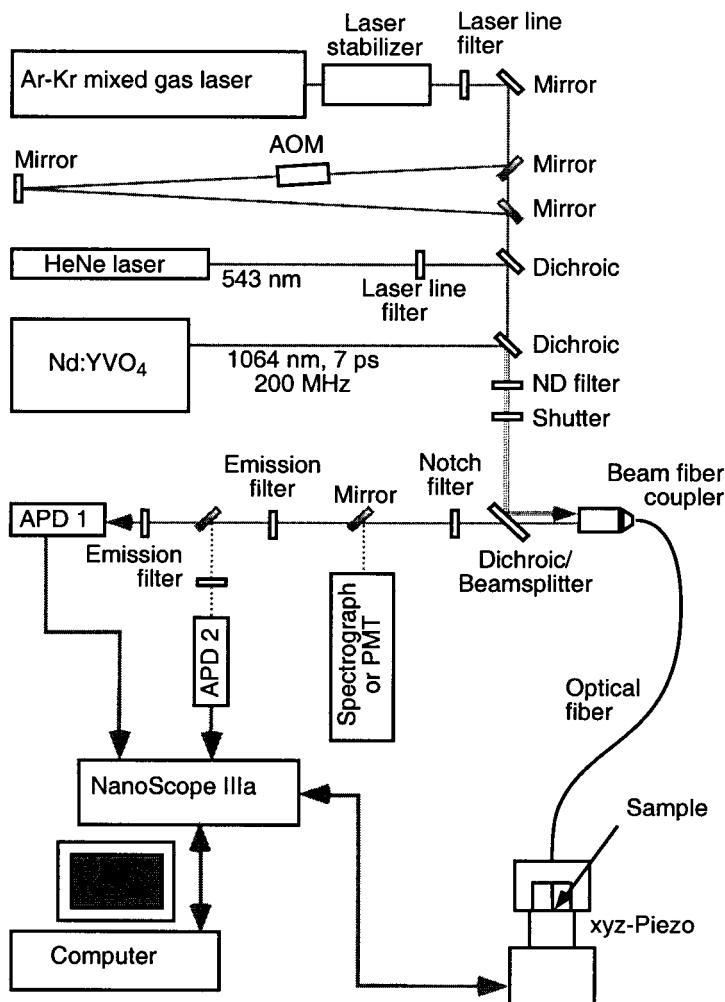 Laser line
filter
Laser
stabilizer
Ar-Kr mixed gas laser
Mirror
AOM
Mirror
Mirror
Mirror
HeNe laser
543 nm
Laser line
filter
Dichroic
Nd:YVO4
1064 nm, 7 ps
200 MHz
Dichroic
ND filter
Shutter
Emission
filter
Mirror
Notch
filter
Beam fiber
coupler
APD 1
Emission
filter
Dichroic/
Beamsplitter
APD 2
Spectrograph
or PMT
Optical
fiber
NanoScope IIIa
Sample
xyz-Piezo
Computer